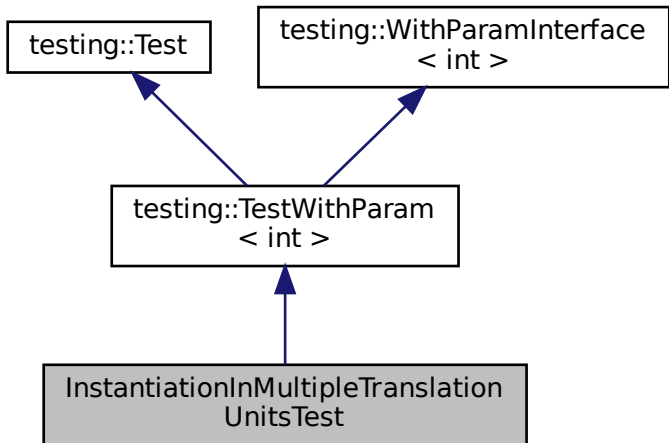 testing::Test
testing::WithParamInterface
< int >
testing::TestWithParam
< int >
InstantiationInMultipleTranslation
UnitsTest